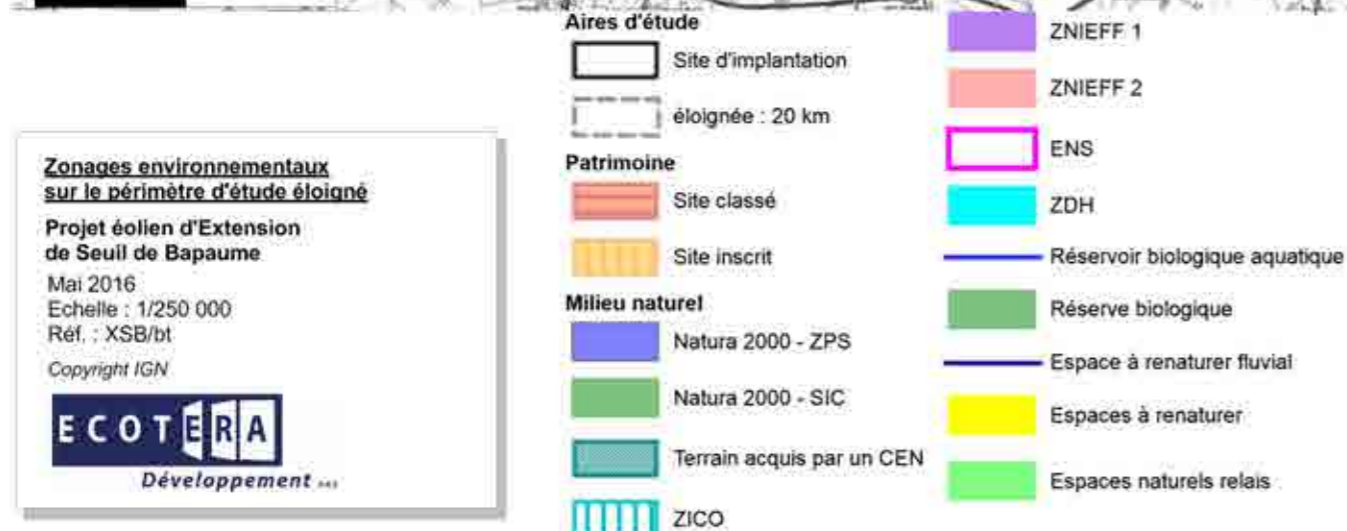 Zonages environnementaux
sur le périmètre d'étude éloigné
Projet éolien d'Extension
de Seuil de Bapaume
Mai 2016
Echelle : 1/250 000
Réf. : XSB/bt
Copyright IGN
ECOTERA
Développement
Aires d'étude
Site d'implantation
éloignée : 20 km
Patrimoine
Site classé
Site inscrit
Milieu naturel
Natura 2000 - ZPS
Natura 2000 - SIC
Terrain acquis par un CEN
ZICO
ZNIEFF 1
ZNIEFF 2
ENS
ZDH
Réservoir biologique aquatique
Réserve biologique
Espace à renaturer fluvial
Espaces à renaturer
Espaces naturels relais